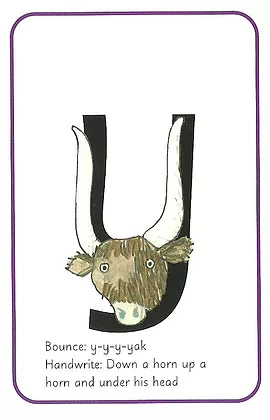 y
Bounce: y-y-y-yak
Handwrite: Down a horn up a
horn and under his head